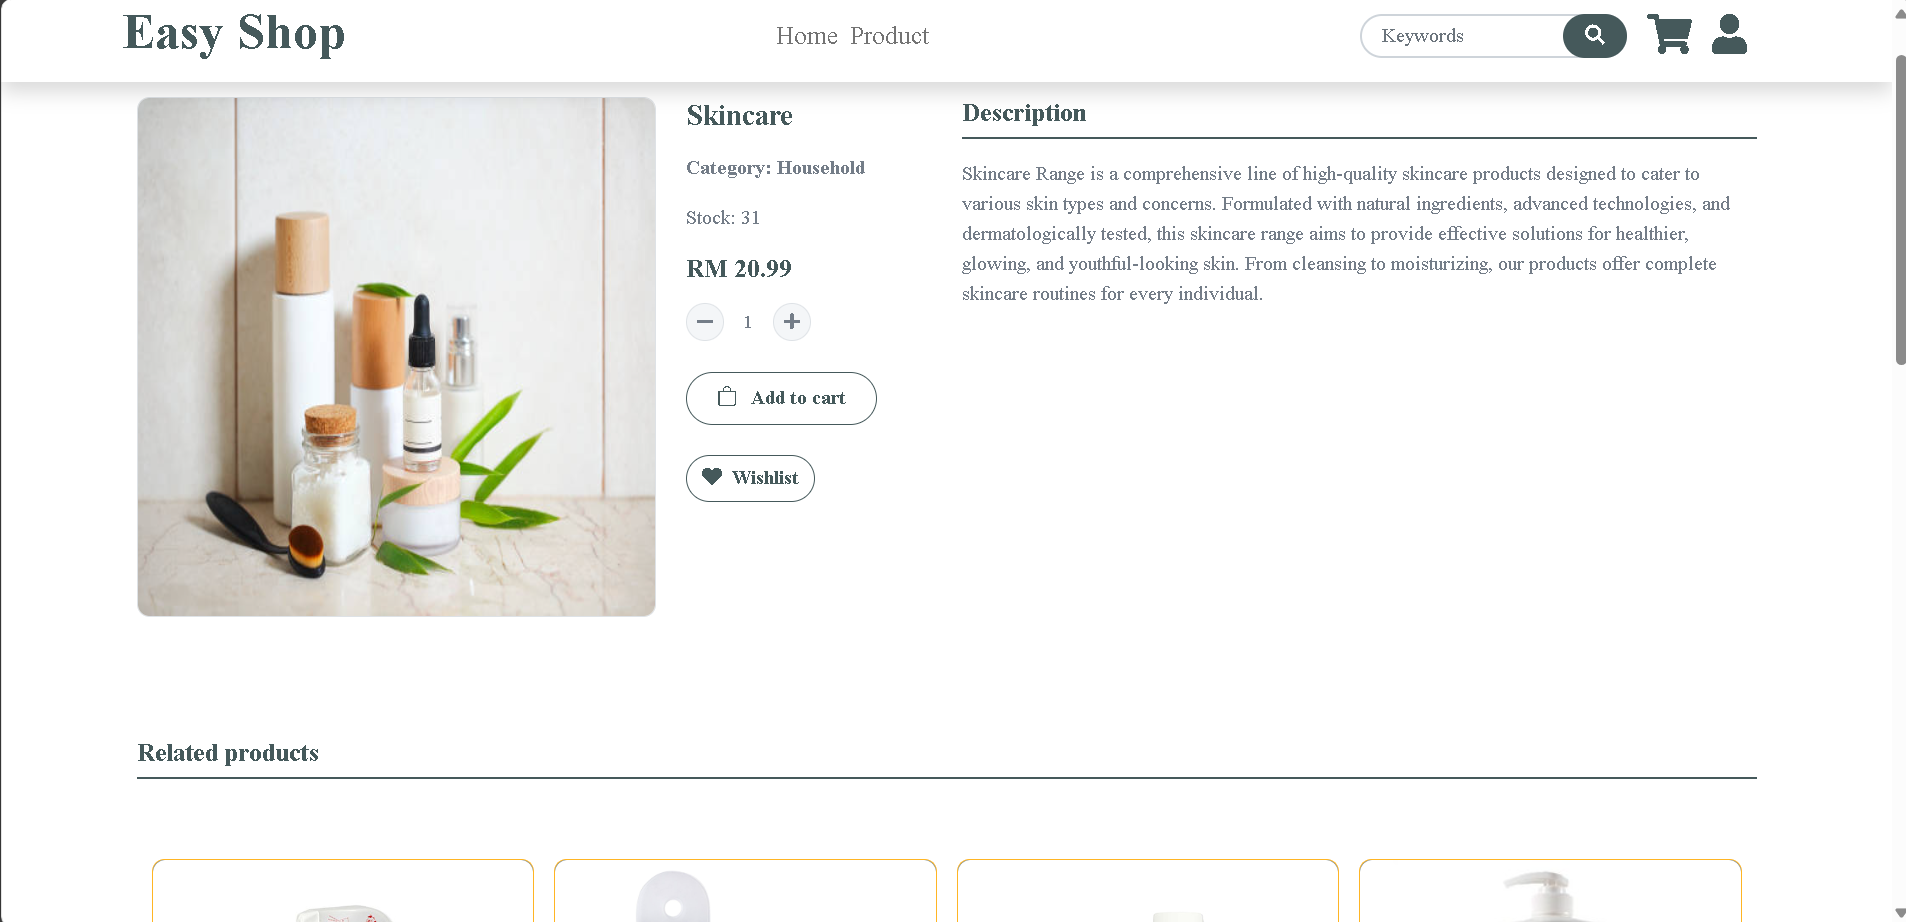 Easy Shop
Home Product
Keywords
Skincare
Category: Household
Stock: 31
RM 20.99
1
Add to cart
Wishlist
Description
Skincare Range is a comprehensive line of high-quality skincare products designed to cater to
various skin types and concerns. Formulated with natural ingredients, advanced technologies, and
dermatologically tested, this skincare range aims to provide effective solutions for healthier,
glowing, and youthful-looking skin. From cleansing to moisturizing, our products offer complete
skincare routines for every individual.
Related products